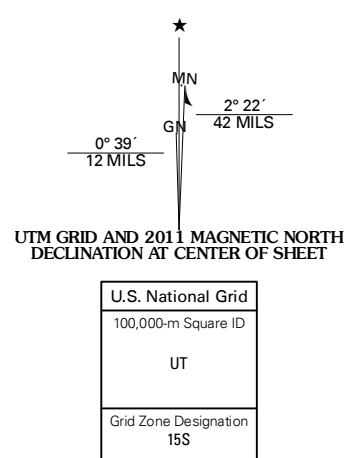 ★
MN
GN
2° 22´
42 MILS
0° 39´
12 MILS
UTM GRID AND 2011 MAGNETIC NORTH
DECLINATION AT CENTER OF SHEET
U.S. National Grid
100,000-m Square ID
UT
Grid Zone Designation
15S